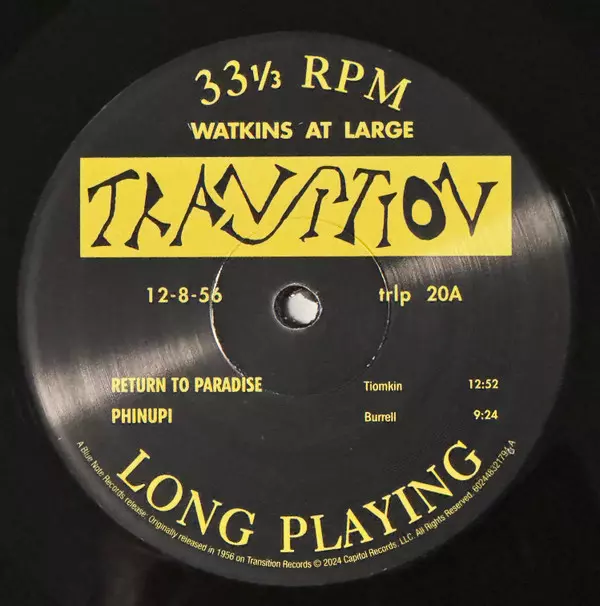 33 1/3 RPM
WATKINS AT LARGE
TRANSITION
12-8-56 trlp 20A
RETURN TO PARADISE Tiomkin 12:52
PHINUPI Burrell 9:24
LONG PLAYING
A Blue Note Records release. Originally released in 1956 on Transition Records © 2024 Capitol Records, LLC. All Rights Reserved.